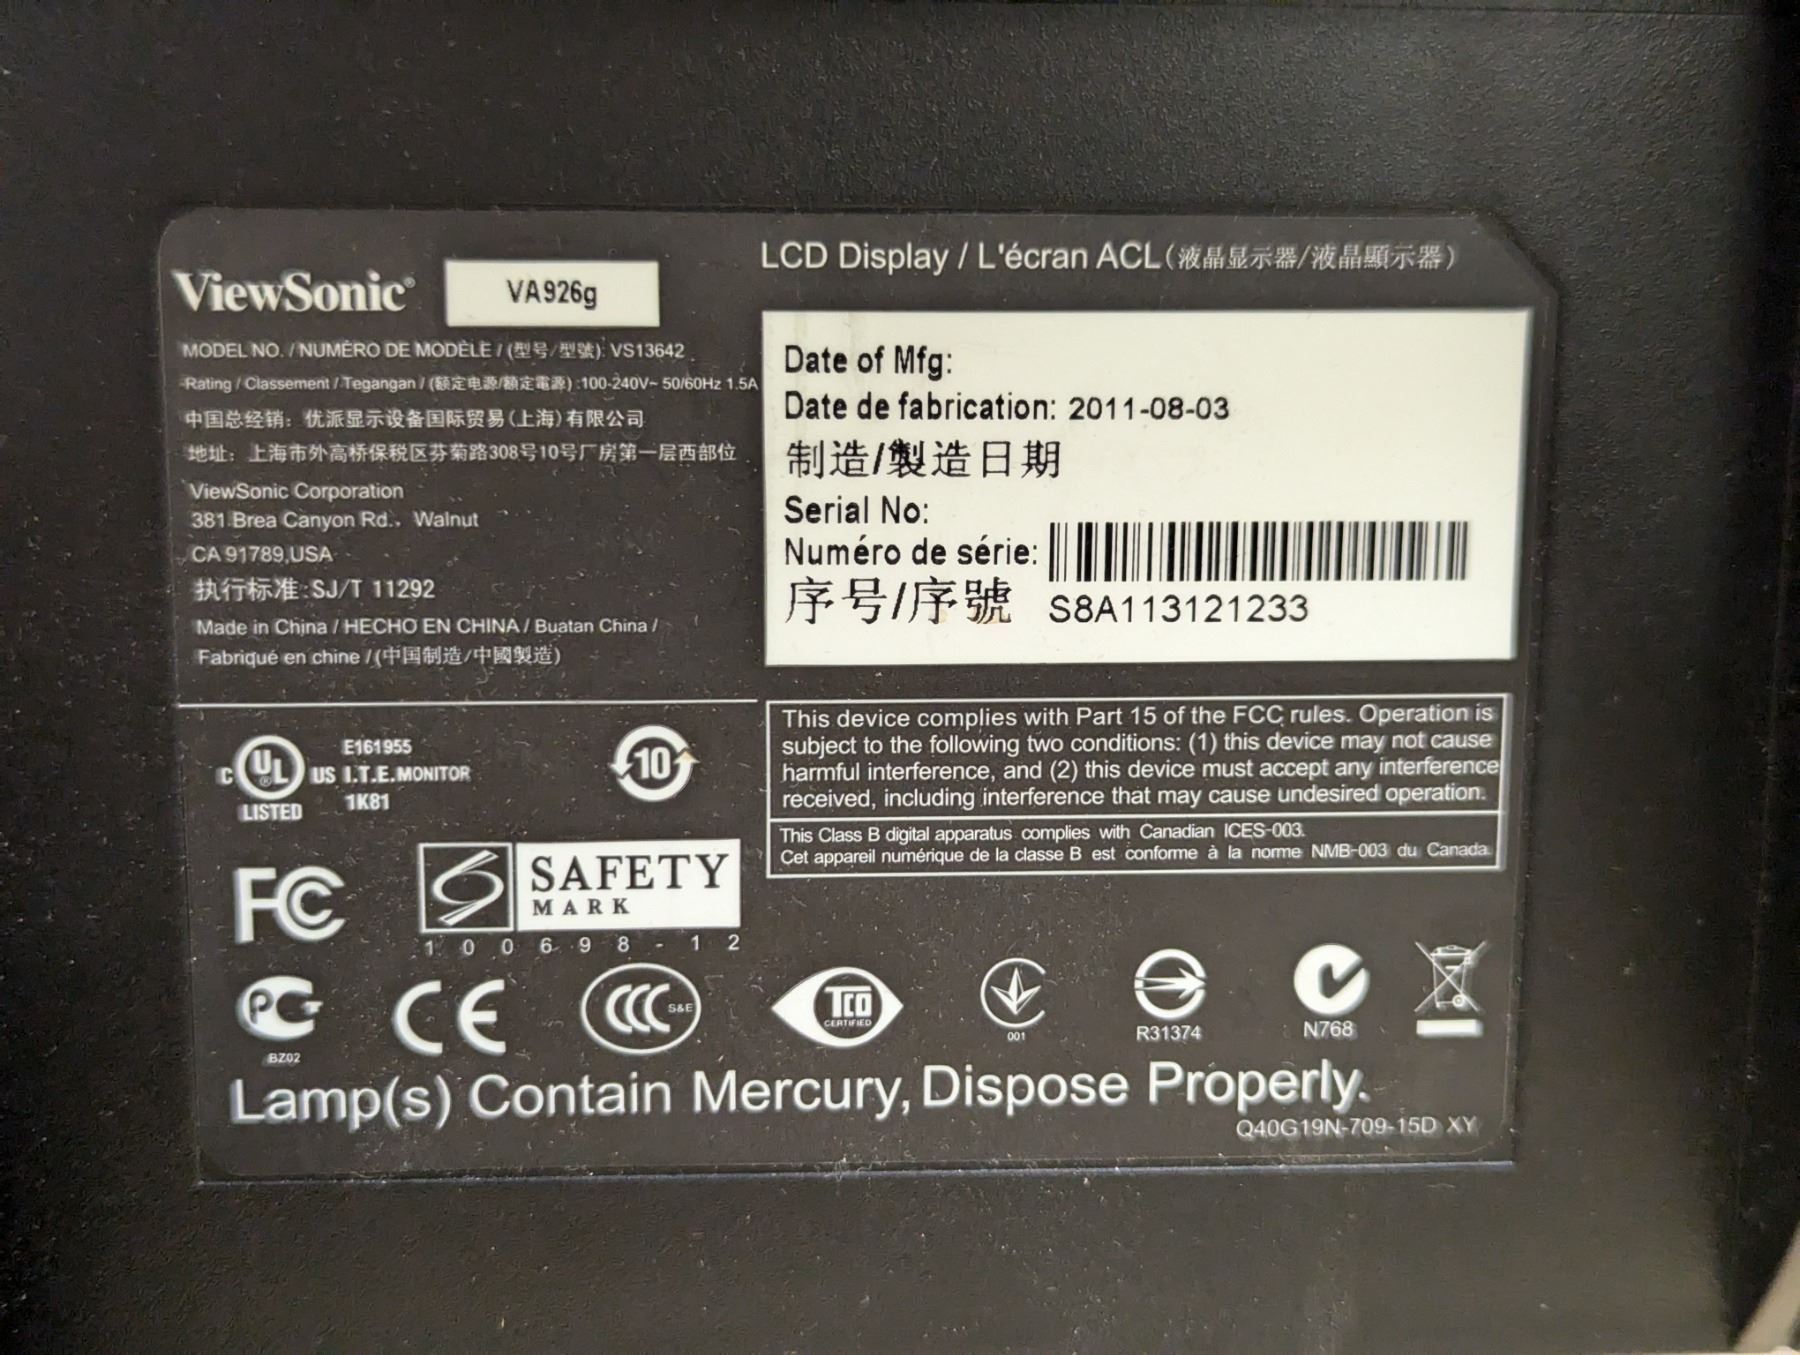 ViewSonic® VA926g
MODEL NO. / NUMÉRO DE MODÈLE / (型号/型號): VS13642
Rating / Classement / Tegangan / (额定电源/額定電源) :100-240V~ 50/60Hz 1.5A
中国总经销：优派显示设备国际贸易(上海)有限公司
地址：上海市外高桥保税区芬菊路308号10号厂房第一层西部位
ViewSonic Corporation
381 Brea Canyon Rd., Walnut
CA 91789,USA
执行标准:SJ/T 11292
Made in China / HECHO EN CHINA / Buatan China /
Fabriqué en chine / (中国制造/中國製造)
LCD Display / L'écran ACL (液晶显示器/液晶顯示器)
Date of Mfg:
Date de fabrication: 2011-08-03
制造/製造日期
Serial No:
Numéro de série:
序号/序號 S8A113121233
C UL® US
LISTED
E161955
I.T.E.MONITOR
1K81
10
This device complies with Part 15 of the FCC rules. Operation is
subject to the following two conditions: (1) this device may not cause
harmful interference, and (2) this device must accept any interference
received, including interference that may cause undesired operation.
This Class B digital apparatus complies with Canadian ICES-003.
Cet appareil numérique de la classe B est conforme à la norme NMB-003 du Canada.
FC
SAFETY
MARK
100698-12
PC
BZ02
CE
CCC S&E
TCO
CERTIFIED
001
R31374
N768
Lamp(s) Contain Mercury, Dispose Properly.
Q40G19N-709-15D XY